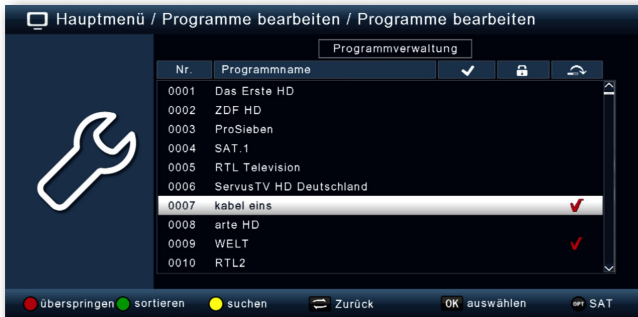 Hauptmenü / Programme bearbeiten / Programme bearbeiten
Programmverwaltung
Nr. Programmname
0001 Das Erste HD
0002 ZDF HD
0003 ProSieben
0004 SAT.1
0005 RTL Television
0006 ServusTV HD Deutschland
0007 kabel eins
0008 arte HD
0009 WELT
0010 RTL2
überspringen sortieren suchen Zurück OK auswählen OPT SAT